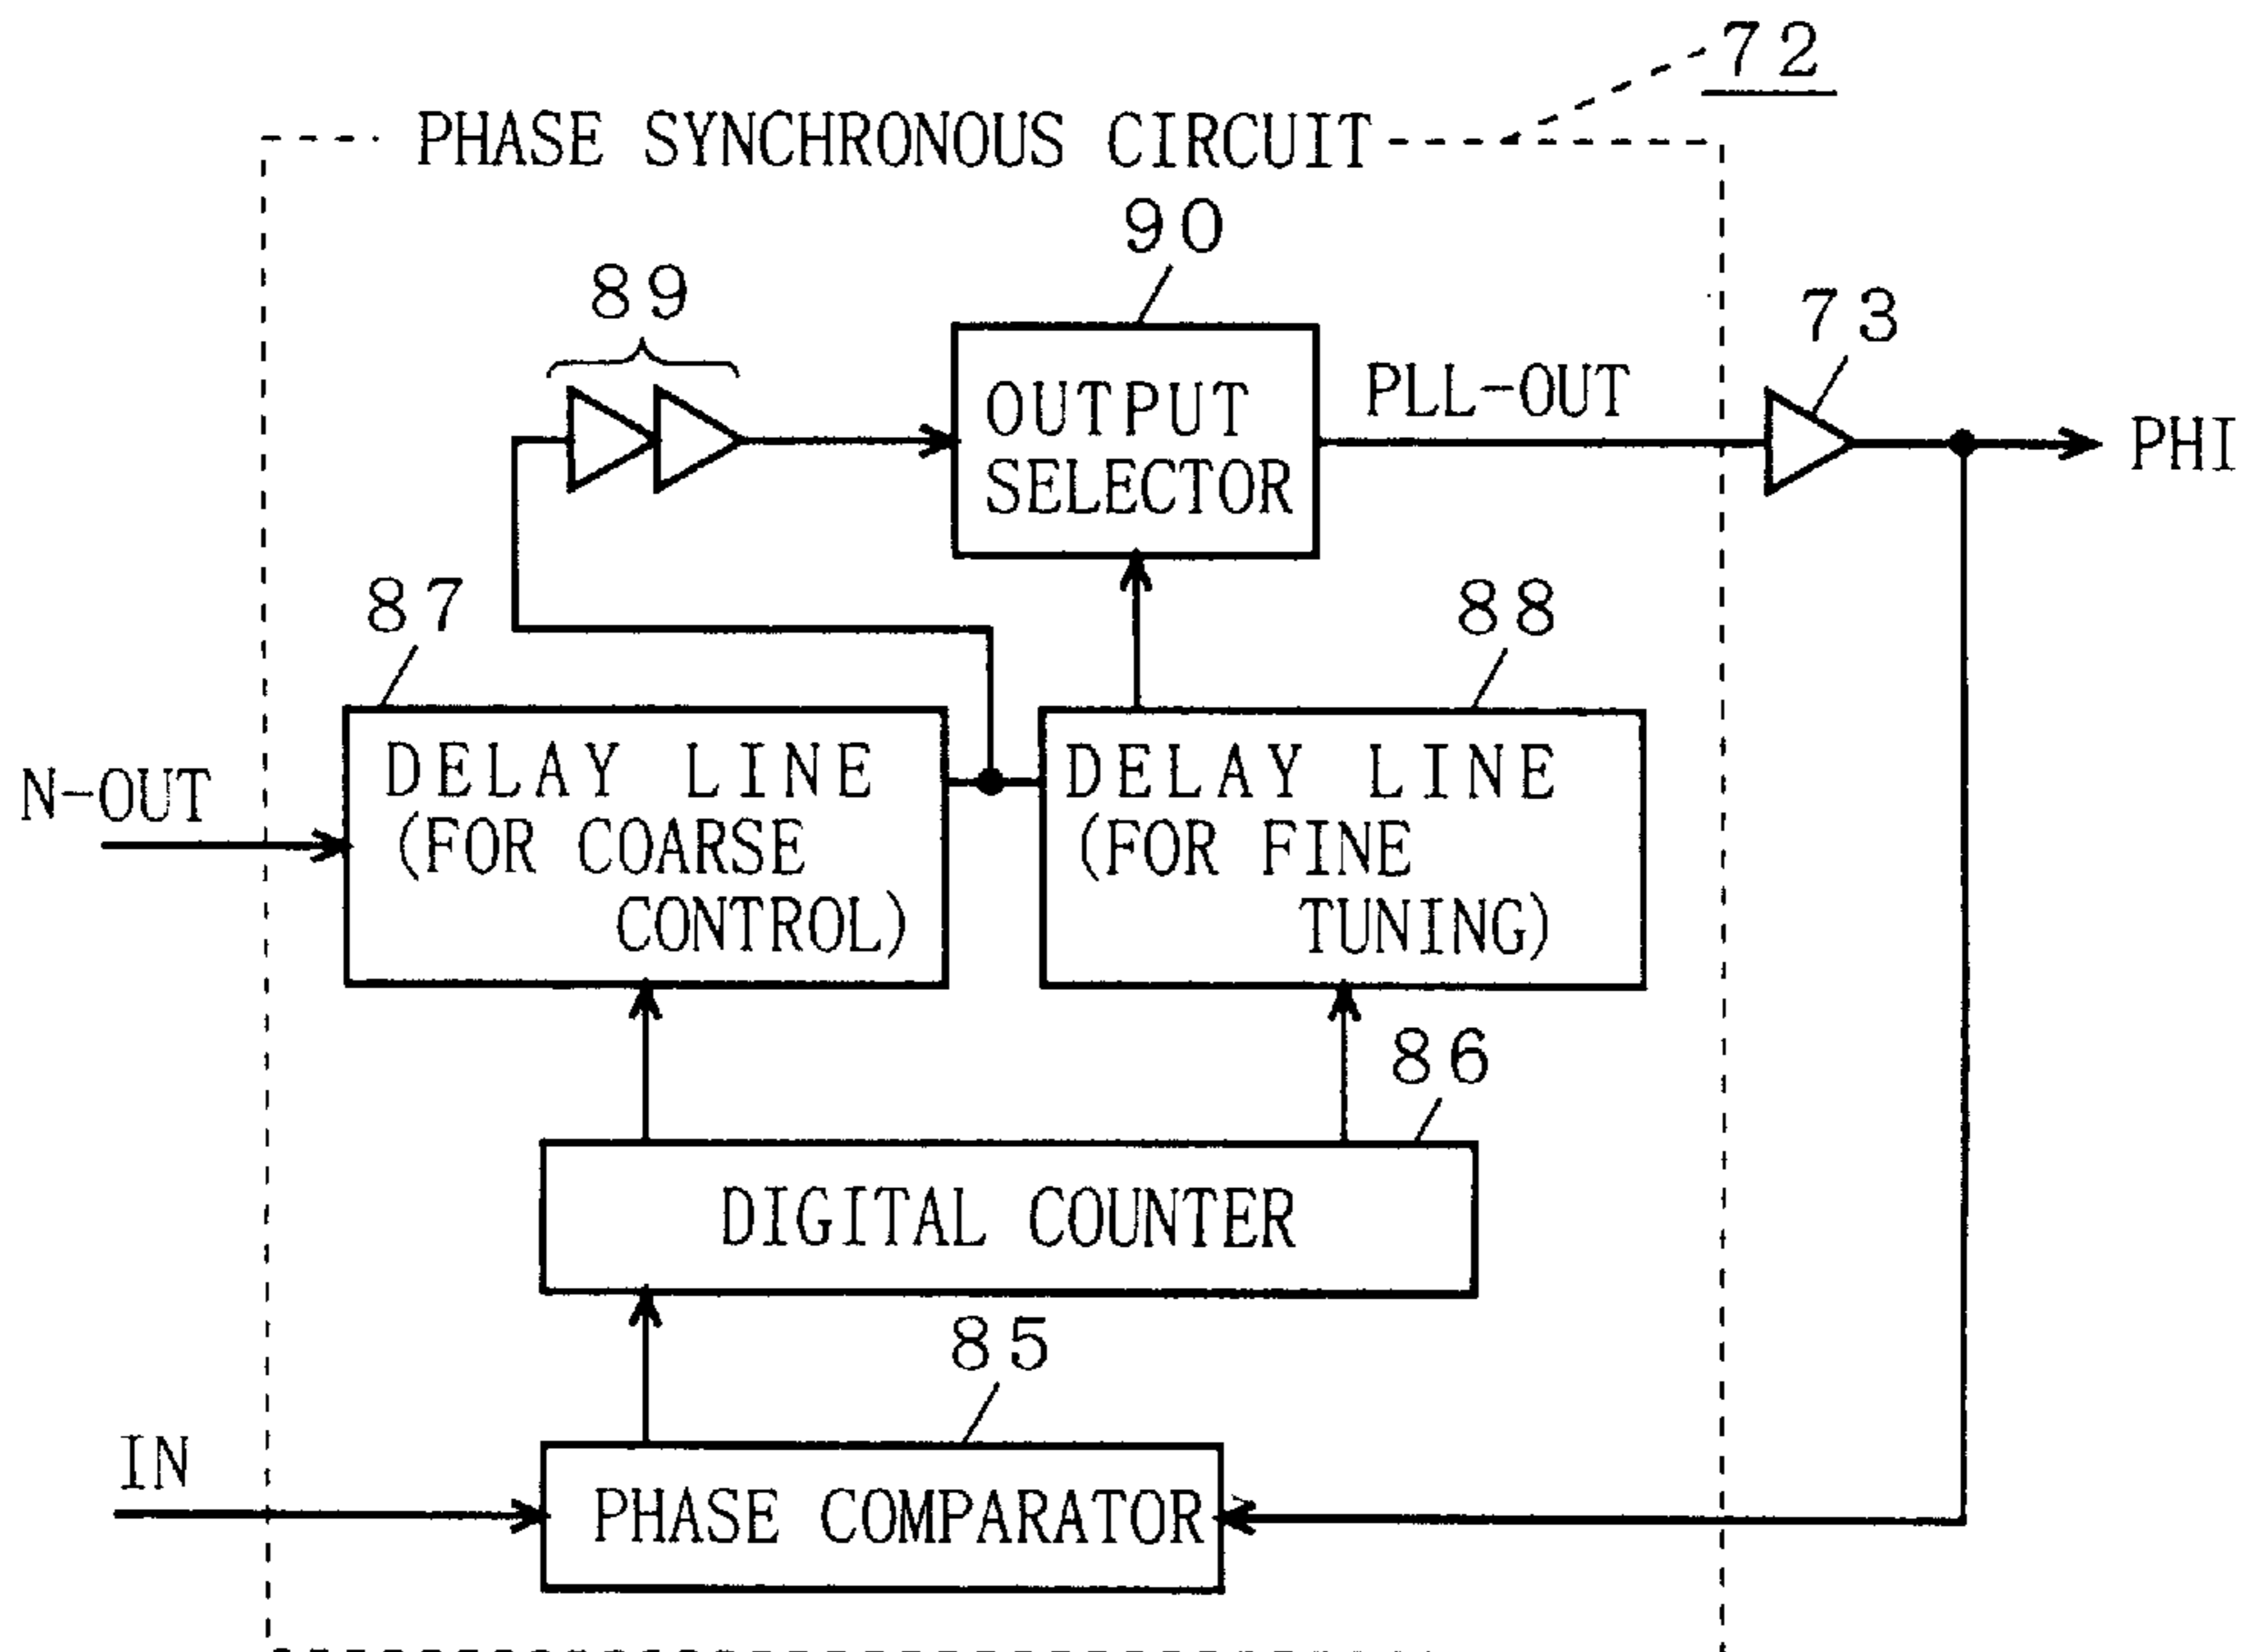 72
PHASE SYNCHRONOUS CIRCUIT
90
89
73
OUTPUT
SELECTOR
PLL-OUT
PHI
87
88
N-OUT
DELAY LINE
(FOR COARSE
CONTROL)
DELAY LINE
(FOR FINE
TUNING)
86
DIGITAL COUNTER
85
IN
PHASE COMPARATOR